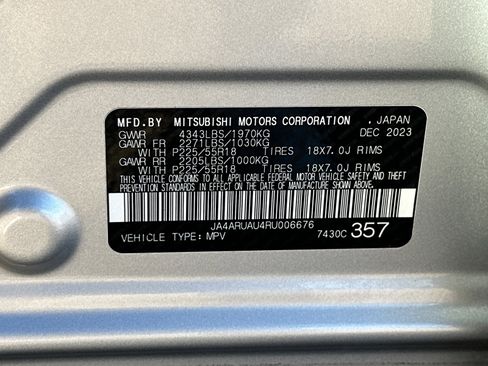 MFD.BY MITSUBISHI MOTORS CORPORATION . JAPAN
GVWR 4343LBS/1970KG DEC 2023
GAWR FR 2271LBS/1030KG
WITH P225/55R18 TIRES 18X7.0J RIMS
GAWR RR 2205LBS/1000KG
WITH P225/55R18 TIRES 18X7.0J RIMS
THIS VEHICLE CONFORMS TO ALL APPLICABLE FEDERAL MOTOR VEHICLE SAFETY, BUMPER, AND THEFT
PREVENTION STANDARDS IN EFFECT ON THE DATE OF MANUFACTURE SHOWN ABOVE.
JA4ARUAU4RU006676
VEHICLE TYPE: MPV 7430C 357